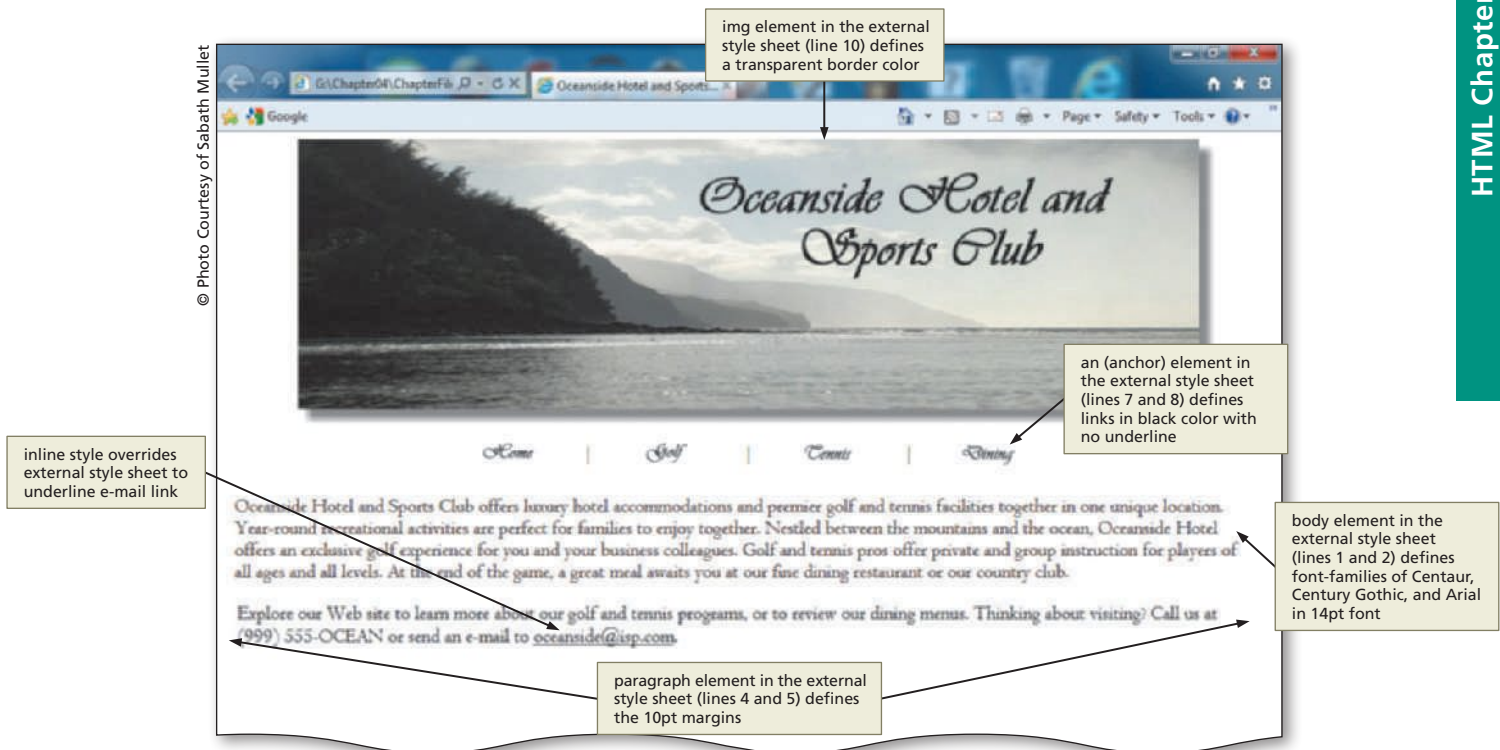 HTML Chapter
© Photo Courtesy of Sabath Mullet
img element in the external
style sheet (line 10) defines
a transparent border color
G:\Chapter04\ChapterFil
Oceanside Hotel and Sports...
Google
Page
Safety
Tools
Oceanside Hotel and
Sports Club
an (anchor) element in
the external style sheet
(lines 7 and 8) defines
links in black color with
no underline
Home | Golf | Tennis | Dining
inline style overrides
external style sheet to
underline e-mail link
Oceanside Hotel and Sports Club offers luxury hotel accommodations and premier golf and tennis facilities together in one unique location.
Year-round recreational activities are perfect for families to enjoy together. Nestled between the mountains and the ocean, Oceanside Hotel
offers an exclusive golf experience for you and your business colleagues. Golf and tennis pros offer private and group instruction for players of
all ages and all levels. At the end of the game, a great meal awaits you at our fine dining restaurant or our country club.
Explore our Web site to learn more about our golf and tennis programs, or to review our dining menus. Thinking about visiting? Call us at
(999) 555-OCEAN or send an e-mail to oceanside@isp.com.
body element in the
external style sheet
(lines 1 and 2) defines
font-families of Centaur,
Century Gothic, and Arial
in 14pt font
paragraph element in the external
style sheet (lines 4 and 5) defines
the 10pt margins